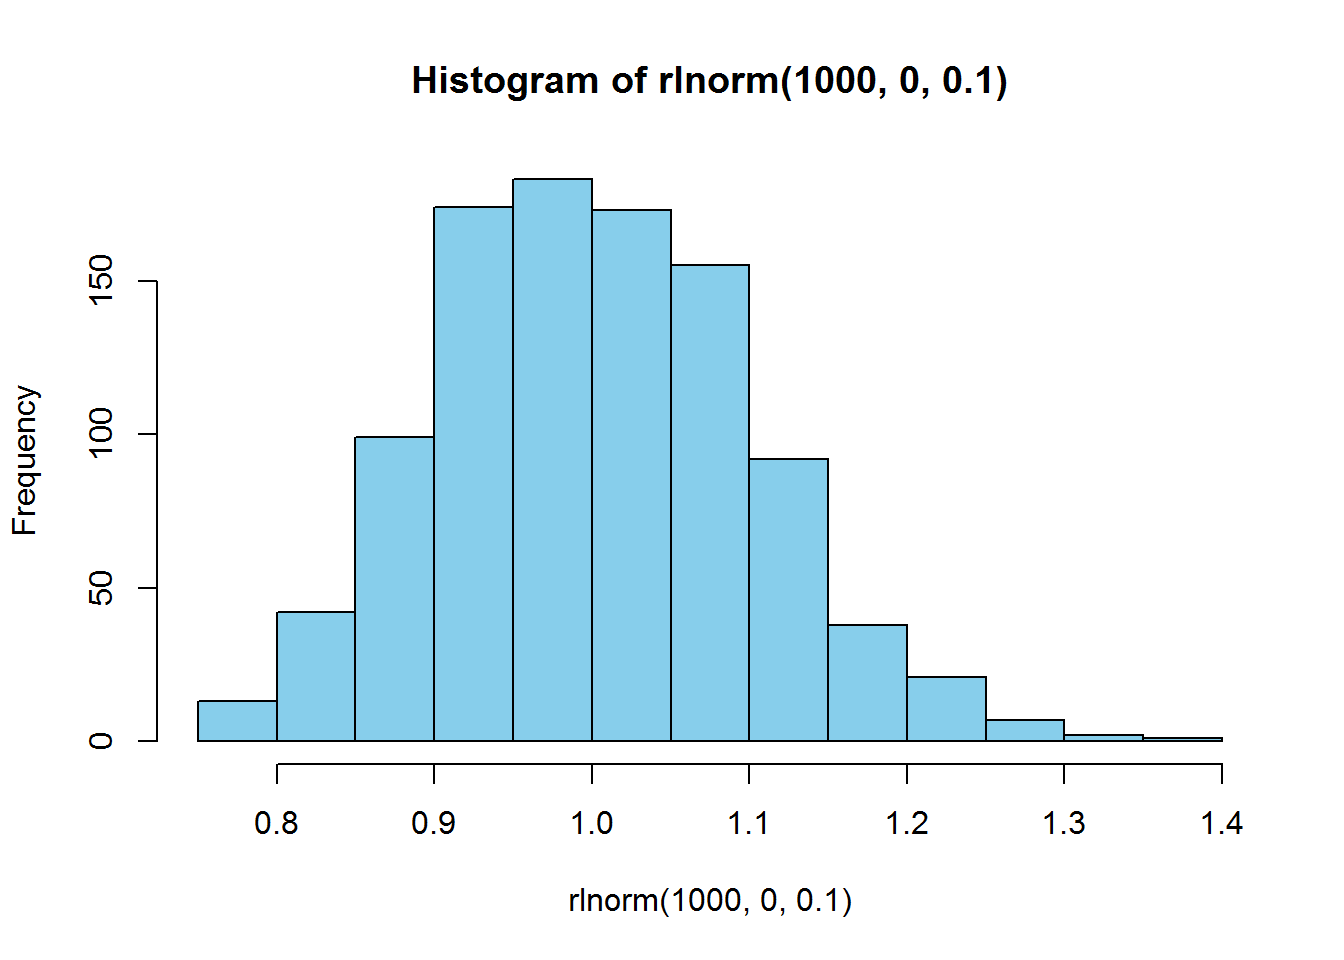 Histogram of rlnorm(1000, 0, 0.1)
Frequency
150
100
50
0
0.8 0.9 1.0 1.1 1.2 1.3 1.4
rlnorm(1000, 0, 0.1)